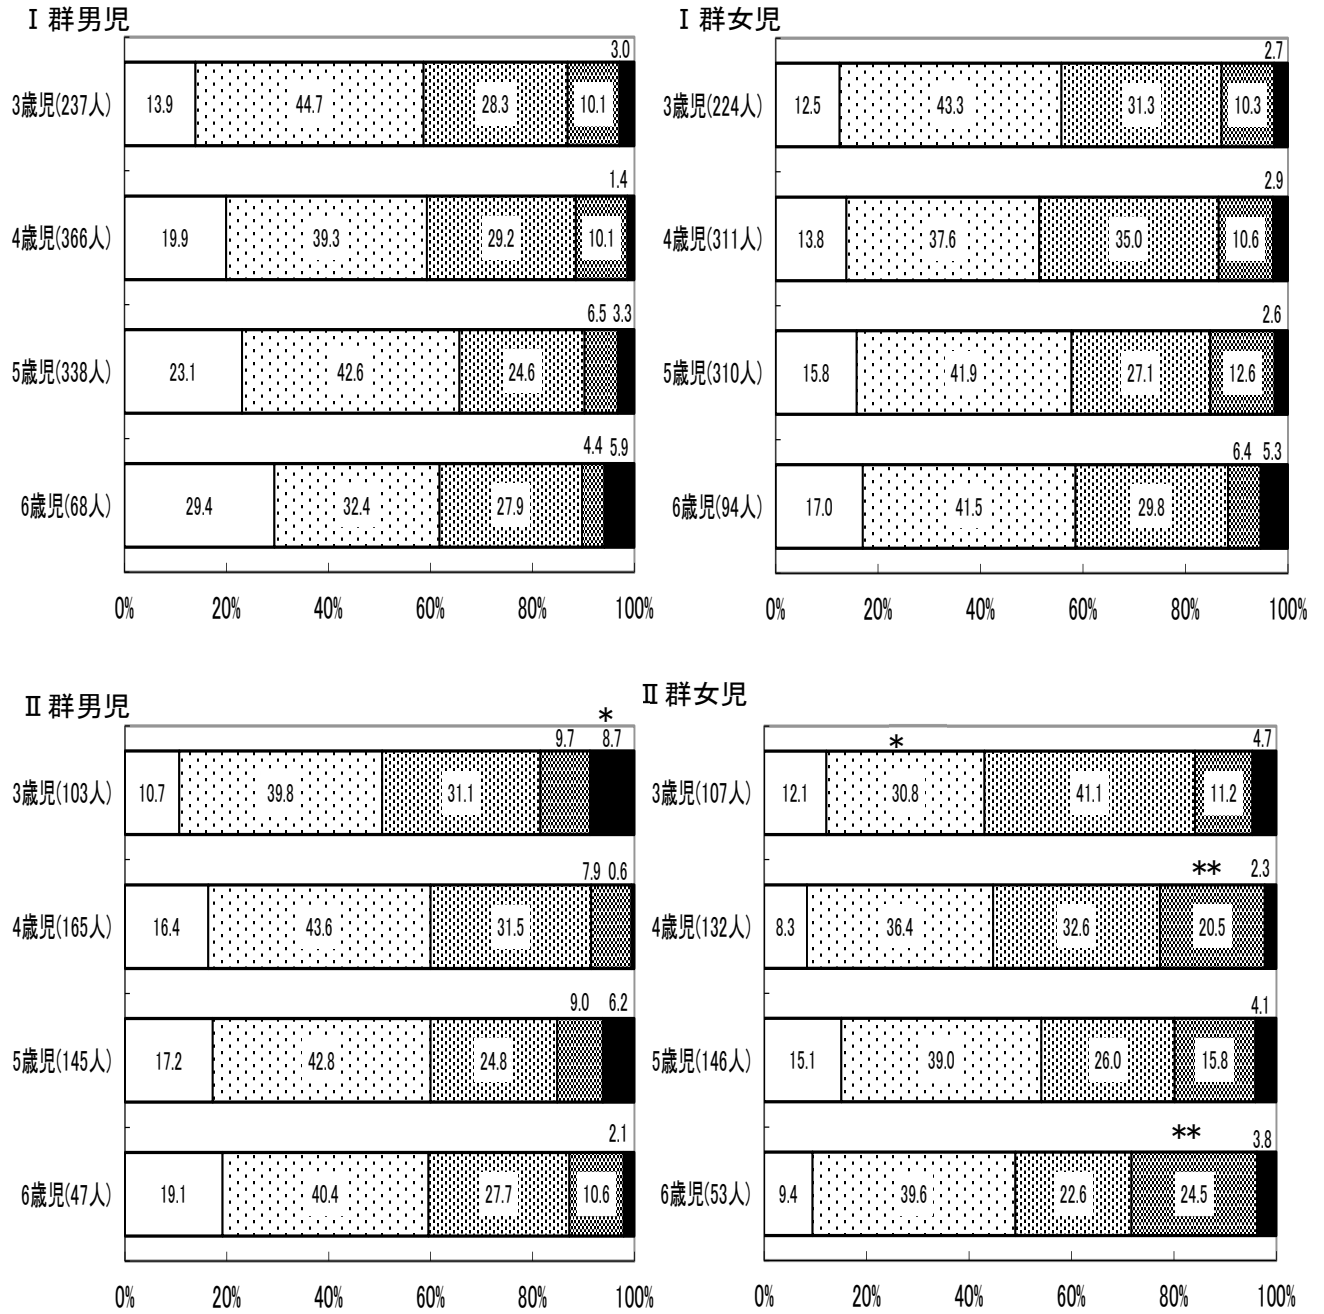 Ⅰ群男児
3.0
3歳児(237人) 13.9 44.7 28.3 10.1
1.4
4歳児(366人) 19.9 39.3 29.2 10.1
6.5 3.3
5歳児(338人) 23.1 42.6 24.6
4.4 5.9
6歳児(68人) 29.4 32.4 27.9
0% 20% 40% 60% 80% 100%
Ⅰ群女児
2.7
3歳児(224人) 12.5 43.3 31.3 10.3
2.9
4歳児(311人) 13.8 37.6 35.0 10.6
2.6
5歳児(310人) 15.8 41.9 27.1 12.6
6.4 5.3
6歳児(94人) 17.0 41.5 29.8
0% 20% 40% 60% 80% 100%
Ⅱ群男児
*
9.7 8.7
3歳児(103人) 10.7 39.8 31.1
7.9 0.6
4歳児(165人) 16.4 43.6 31.5
9.0 6.2
5歳児(145人) 17.2 42.8 24.8
2.1
6歳児(47人) 19.1 40.4 27.7 10.6
0% 20% 40% 60% 80% 100%
Ⅱ群女児
* 4.7
3歳児(107人) 12.1 30.8 41.1 11.2
** 2.3
4歳児(132人) 8.3 36.4 32.6 20.5
4.1
5歳児(146人) 15.1 39.0 26.0 15.8
** 3.8
6歳児(53人) 9.4 39.6 22.6 24.5
0% 20% 40% 60% 80% 100%